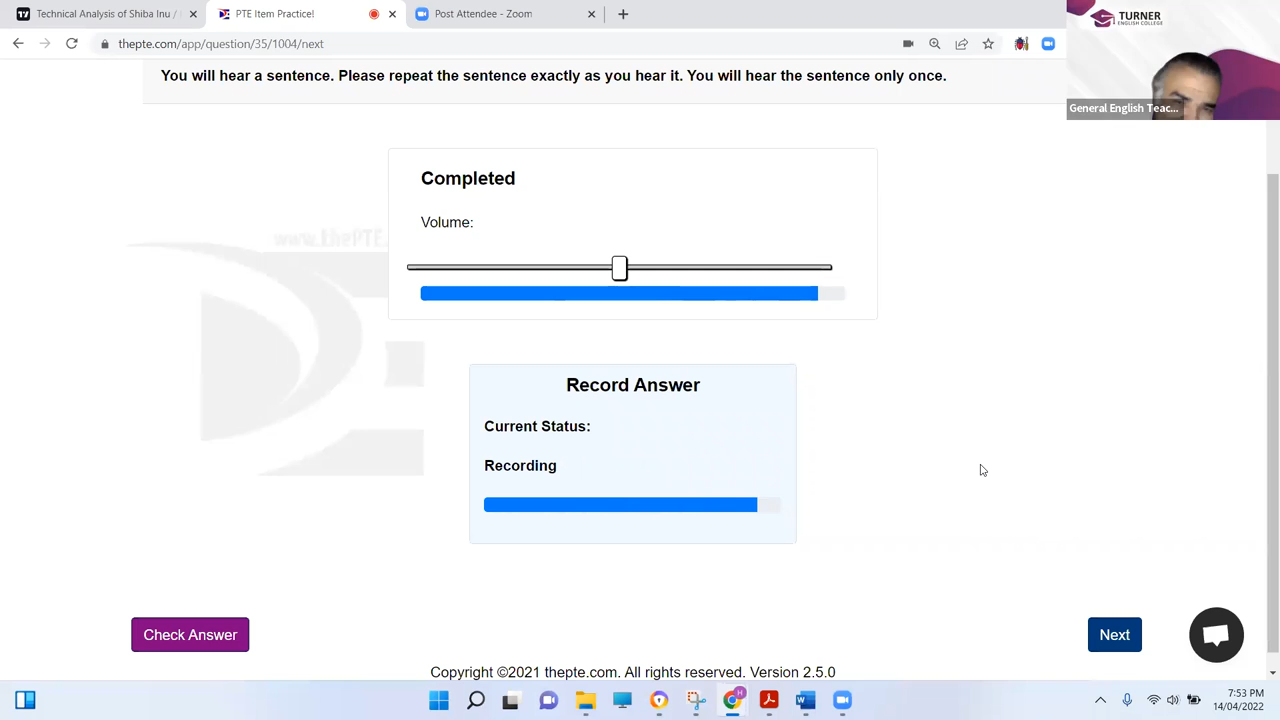 Technical Analysis of Shiba Inu /
PTE Item Practice!
Post Attendee - Zoom
thepte.com/app/question/35/1004/next
TURNER
ENGLISH COLLEGE
General English Teac...
You will hear a sentence. Please repeat the sentence exactly as you hear it. You will hear the sentence only once.
www.thePTE.
Completed
Volume:
Record Answer
Current Status:
Recording
Check Answer
Next
Copyright ©2021 thepte.com. All rights reserved. Version 2.5.0
H
7:53 PM
14/04/2022